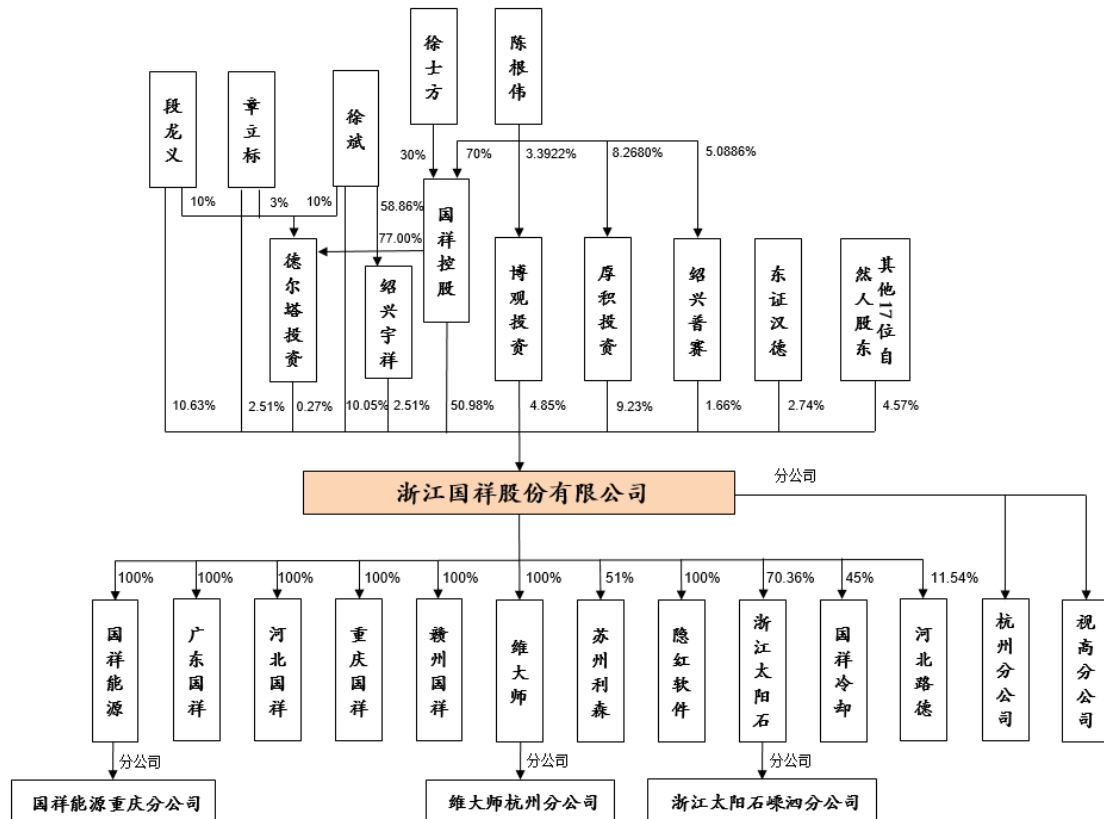 徐士方
陈根伟
段龙义
章立标
徐斌
30%
70%
3.3922%
8.2680%
5.0886%
10%
3%
10%
58.86%
77.00%
国祥控股
德尔塔投资
绍兴宇祥
博观投资
厚积投资
绍兴普赛
东证汉德
其他17位自
然人股东
10.63%
2.51%
0.27%
10.05%
2.51%
50.98%
4.85%
9.23%
1.66%
2.74%
4.57%
浙江国祥股份有限公司
分公司
100%
100%
100%
100%
100%
100%
51%
100%
70.36%
45%
11.54%
国祥能源
广东国祥
河北国祥
重庆国祥
赣州国祥
维大师
苏州利森
隐红软件
浙江太阳石
国祥冷却
河北路德
杭州分公司
视高分公司
分公司
分公司
分公司
国祥能源重庆分公司
维大师杭州分公司
浙江太阳石嵊泗分公司